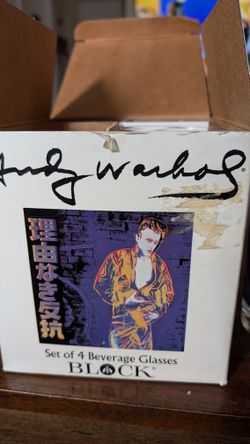 Andy Warhol
理由なき反抗
Set of 4 Beverage Glasses
BLOCK®